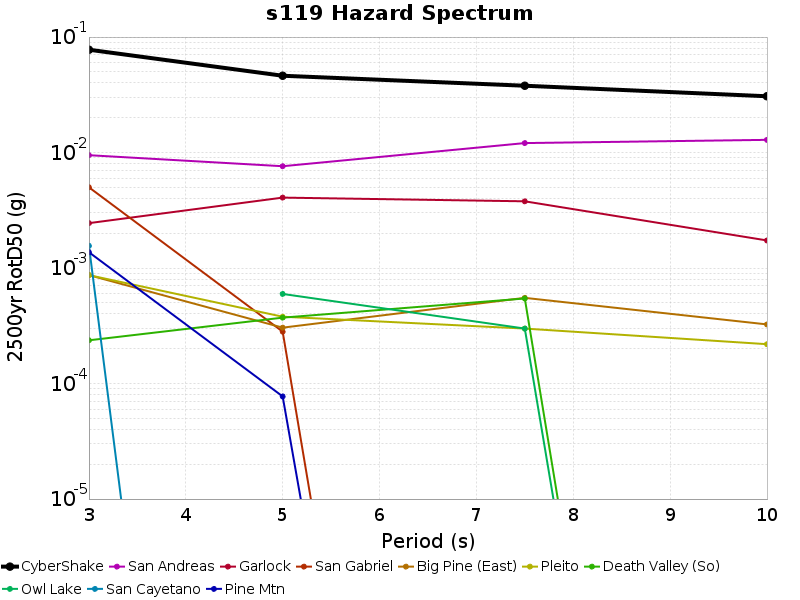 s119 Hazard Spectrum
10-1
10-2
10-3
10-4
10-5
2500yr RotD50 (g)
3 4 5 6 7 8 9 10
Period (s)
CyberShake San Andreas Garlock San Gabriel Big Pine (East) Pleito Death Valley (So)
Owl Lake San Cayetano Pine Mtn